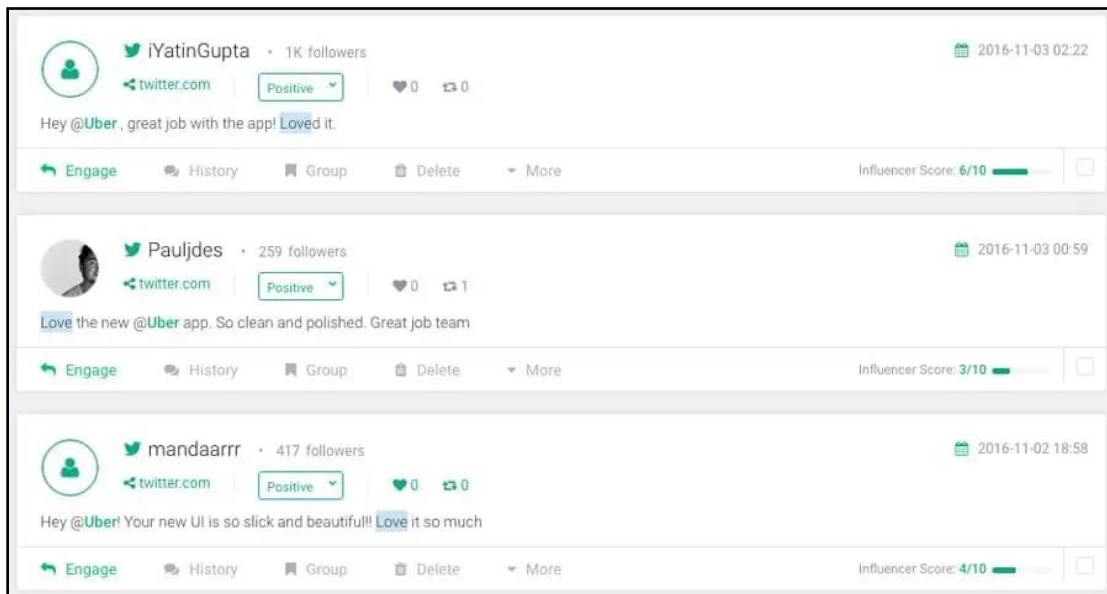 iYatinGupta • 1K followers 2016-11-03 02:22
twitter.com Positive 0 0
Hey @Uber , great job with the app! Loved it.
Engage History Group Delete More Influencer Score: 6/10
Pauljdes • 259 followers 2016-11-03 00:59
twitter.com Positive 0 1
Love the new @Uber app. So clean and polished. Great job team
Engage History Group Delete More Influencer Score: 3/10
mandaarrr • 417 followers 2016-11-02 18:58
twitter.com Positive 0 0
Hey @Uber! Your new UI is so slick and beautiful!! Love it so much
Engage History Group Delete More Influencer Score: 4/10